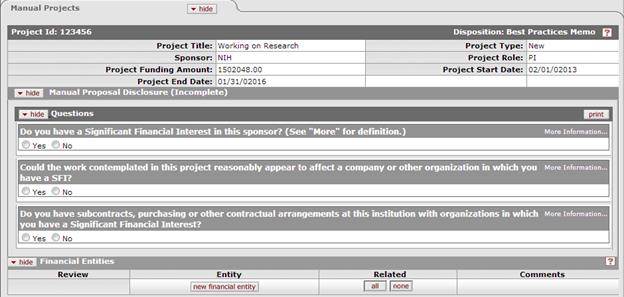 Manual Projects hide
Project Id: 123456 Disposition: Best Practices Memo ?
Project Title: Working on Research Project Type: New
Sponsor: NIH Project Role: PI
Project Funding Amount: 1502048.00 Project Start Date: 02/01/02013
Project End Date: 01/31/02016
hide Manual Proposal Disclosure (Incomplete)
hide Questions print
Do you have a Significant Financial Interest in this sponsor? (See "More" for definition.) More Information...
Yes No
Could the work contemplated in this project reasonably appear to affect a company or other organization in which you More Information...
have a SFI?
Yes No
Do you have subcontracts, purchasing or other contractual arrangements at this institution with organizations in which More Information...
you have a Significant Financial Interest?
Yes No
hide Financial Entities ?
Review Entity Related Comments
new financial entity all none